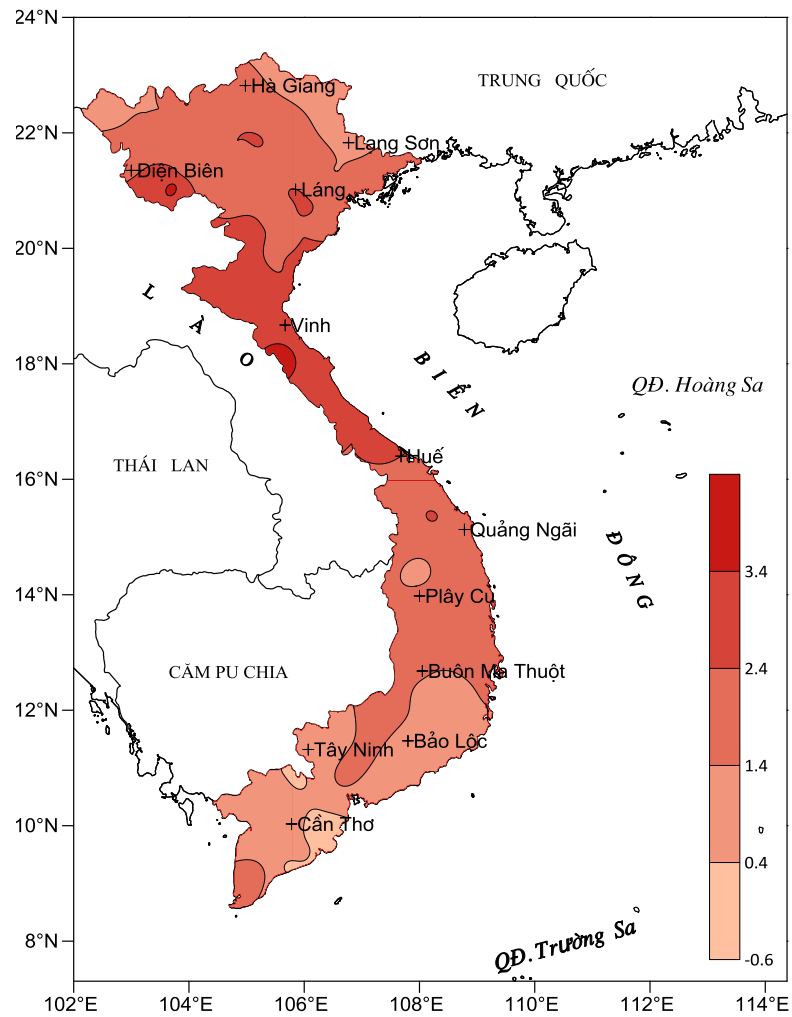 24°N
TRUNG QUỐC
Hà Giang
22°N
Lạng Sơn
Điện Biên
Láng
20°N
LÀO
Vinh
18°N
BIỂN
QĐ. Hoàng Sa
Huế
THÁI LAN
16°N
Quảng Ngãi
ĐÔNG
3.4
14°N
Plây Cu
2.4
CĂM PU CHIA
Buôn Ma Thuột
12°N
Bảo Lộc
Tây Ninh
1.4
10°N
Cần Thơ
0.4
8°N
QĐ. Trường Sa
-0.6
102°E 104°E 106°E 108°E 110°E 112°E 114°E